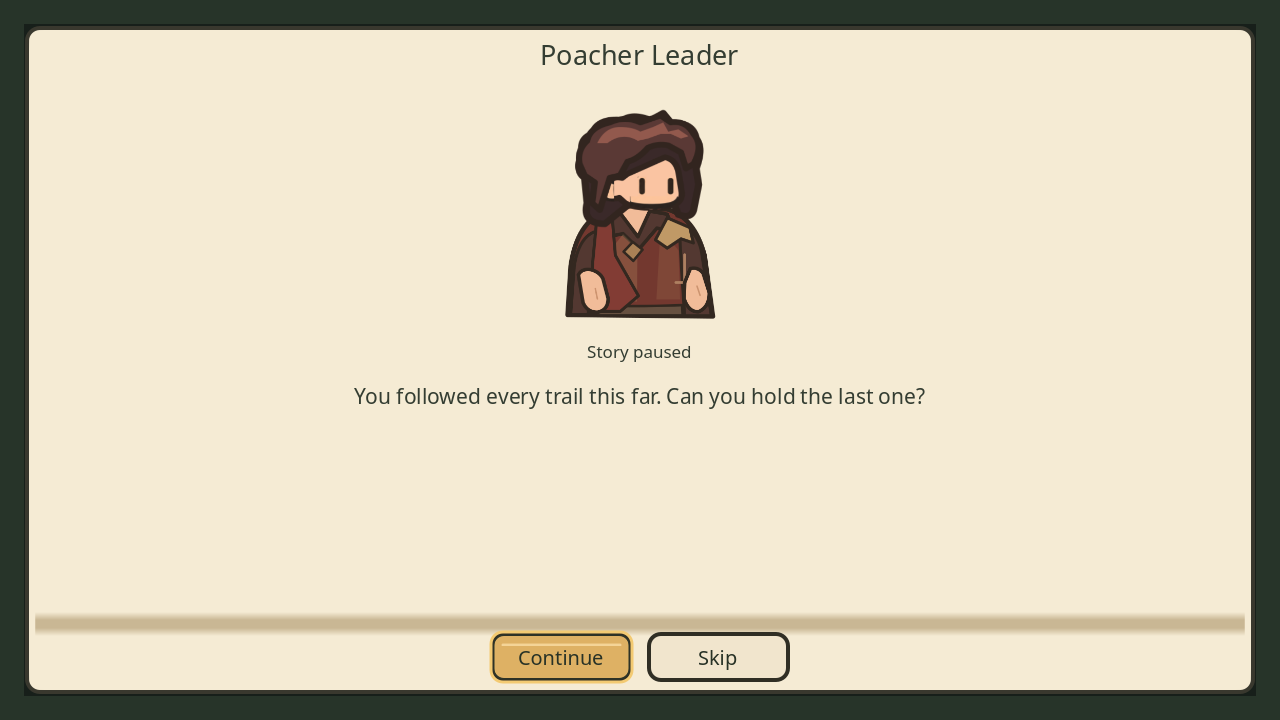 Poacher Leader
Story paused
You followed every trail this far. Can you hold the last one?
Continue
Skip